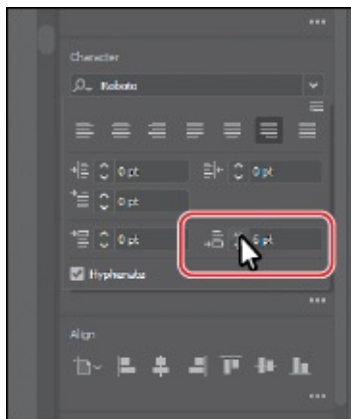 Character
Roboto
0 pt 0 pt
0 pt
0 pt 6 pt
Hyphenate
Align